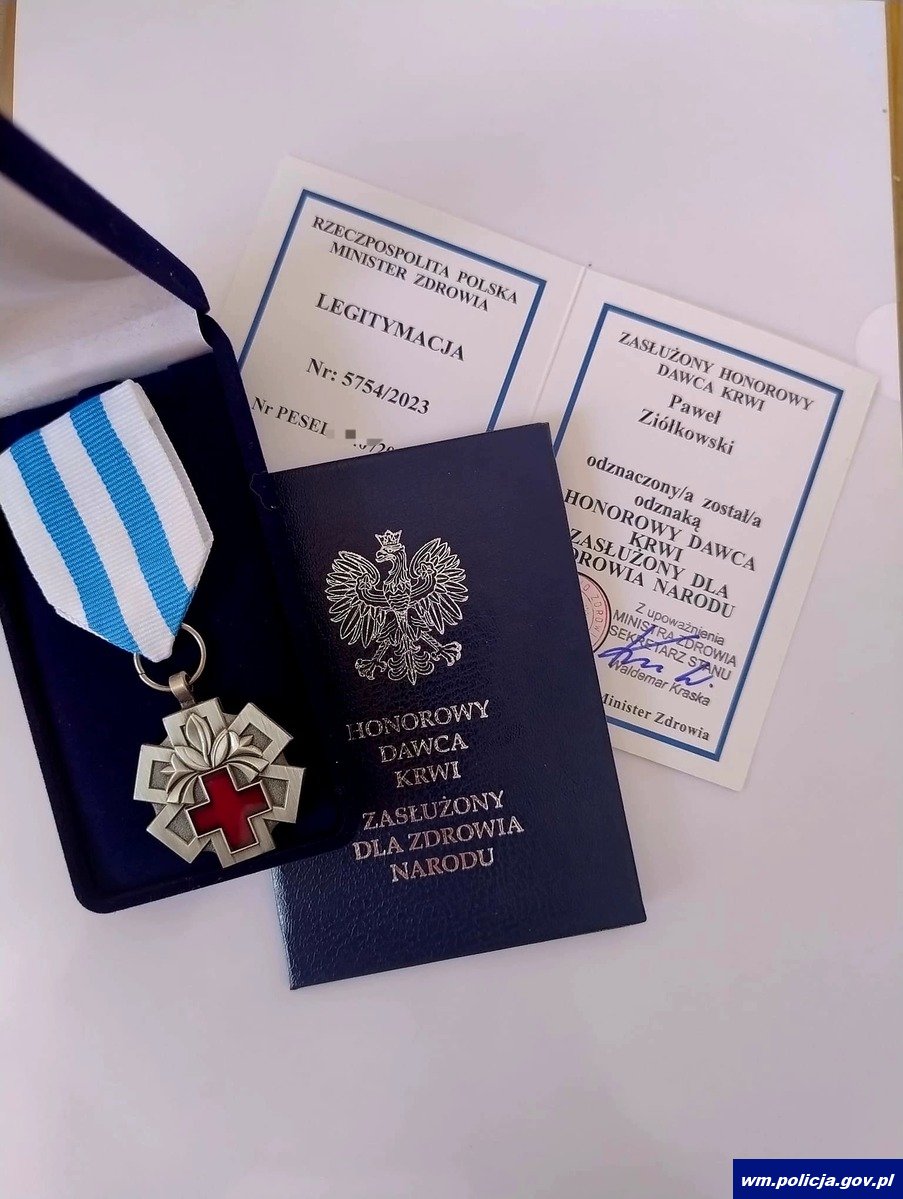 RZECZPOSPOLITA POLSKA
MINISTER ZDROWIA
LEGITYMACJA
Nr: 5754/2023
Nr PESEL
ZASŁUŻONY HONOROWY
DAWCA KRWI
Paweł
Ziółkowski
odznaczony/a został/a
odznaką
HONOROWY DAWCA
KRWI
ZASŁUŻONY DLA
ZDROWIA NARODU
Z upoważnienia
MINISTRA ZDROWIA
SEKRETARZ STANU
Waldemar Kraska
Minister Zdrowia
HONOROWY
DAWCA
KRWI
ZASŁUŻONY
DLA ZDROWIA
NARODU
wm.policja.gov.pl